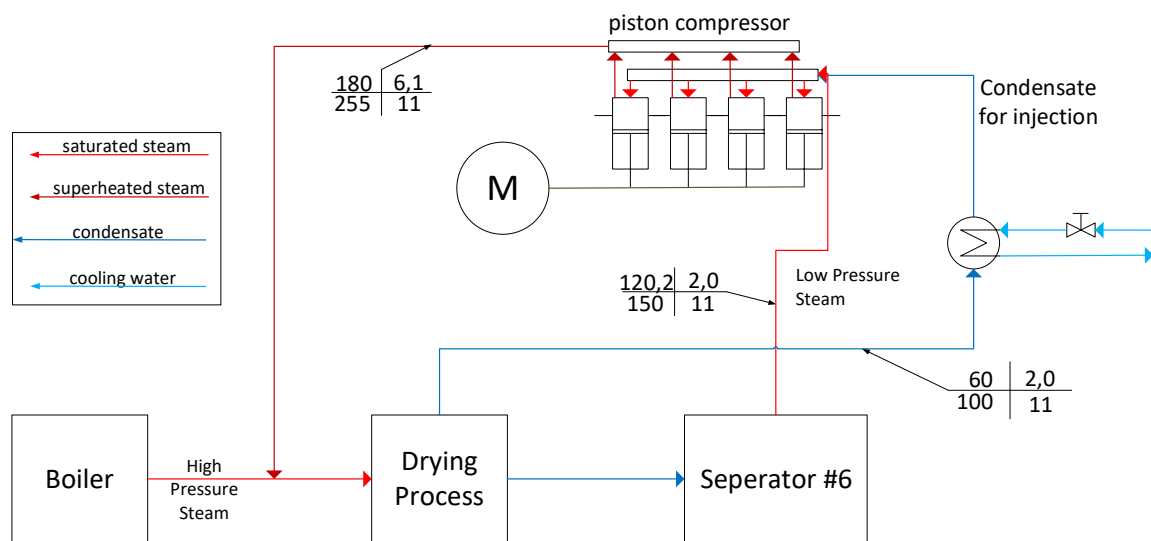 piston compressor
180 6,1
255 11
Condensate
for injection
saturated steam
superheated steam
condensate
cooling water
M
120,2 2,0
150 11
Low Pressure
Steam
60 2,0
100 11
Boiler
High
Pressure
Steam
Drying
Process
Seperator #6